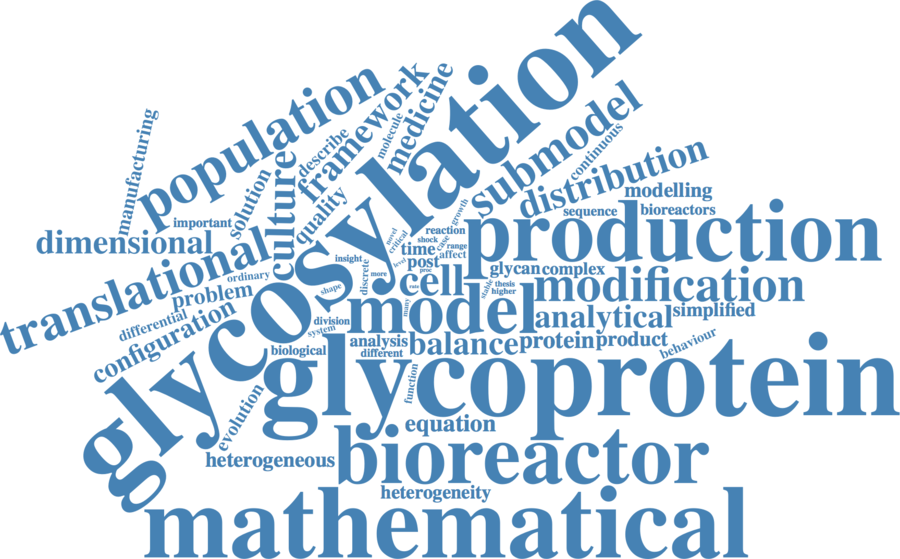 glycosylation
population
framework
medicine
molecule
describe
manufacturing
culture
solution
quality
important
dimensional
translational
ordinary
problem
differential
configuration
shape
insight
discrete
more
novel
critical
level
submodel
continuous
distribution
modelling
sequence
bioreactors
growth
reaction
shock
case
range
affect
time
post
proc
production
glycan
complex
cell
rate
many
stable
thesis
higher
modification
model
analytical
simplified
division
system
biological
analysis
different
balance
protein
product
behaviour
glycoprotein
function
evolution
equation
heterogeneous
bioreactor
heterogeneity
mathematical